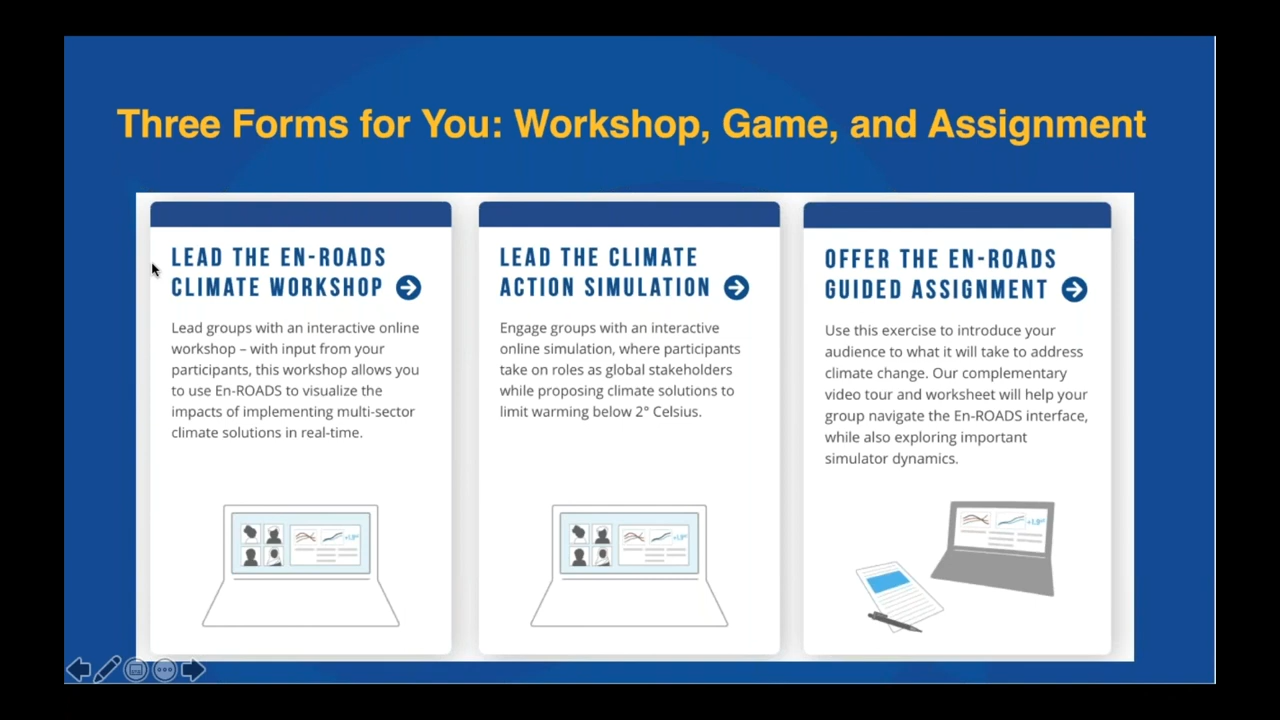 Three Forms for You: Workshop, Game, and Assignment
LEAD THE EN-ROADS
CLIMATE WORKSHOP
Lead groups with an interactive online
workshop – with input from your
participants, this workshop allows you
to use En-ROADS to visualize the
impacts of implementing multi-sector
climate solutions in real-time.
LEAD THE CLIMATE
ACTION SIMULATION
Engage groups with an interactive
online simulation, where participants
take on roles as global stakeholders
while proposing climate solutions to
limit warming below 2° Celsius.
OFFER THE EN-ROADS
GUIDED ASSIGNMENT
Use this exercise to introduce your
audience to what it will take to address
climate change. Our complementary
video tour and worksheet will help your
group navigate the En-ROADS interface,
while also exploring important
simulator dynamics.